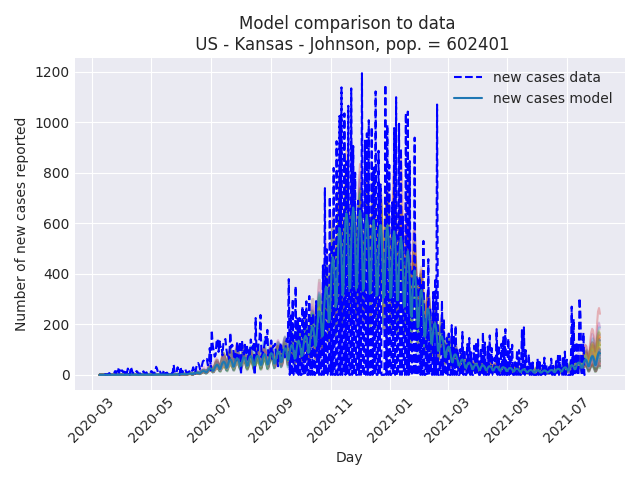 Model comparison to data
US - Kansas - Johnson, pop. = 602401
new cases data
new cases model
Number of new cases reported
1200
1000
800
600
400
200
0
2020-03
2020-05
2020-07
2020-09
2020-11
2021-01
2021-03
2021-05
2021-07
Day